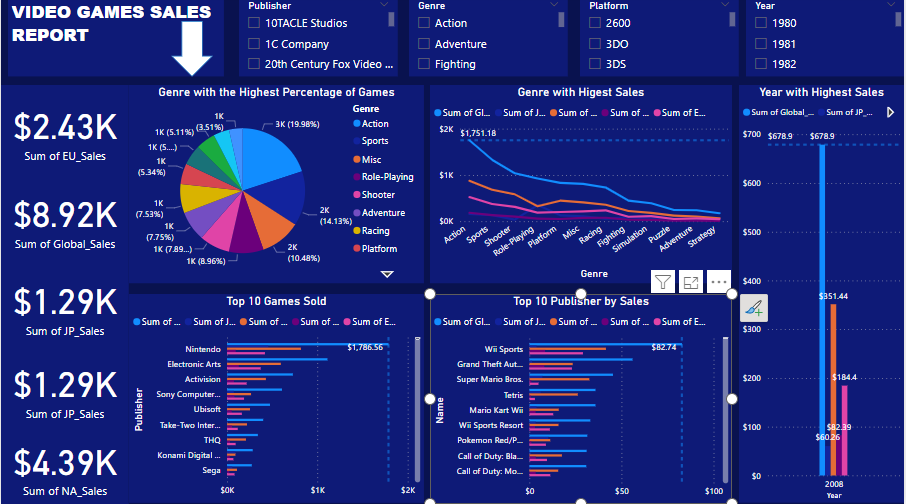 VIDEO GAMES SALES
REPORT
Publisher
10TACLE Studios
1C Company
20th Century Fox Video ...
Genre
Action
Adventure
Fighting
Platform
2600
3DO
3DS
Year
1980
1981
1982
$2.43K
Sum of EU_Sales
$8.92K
Sum of Global_Sales
$1.29K
Sum of JP_Sales
$1.29K
Sum of JP_Sales
$4.39K
Sum of NA_Sales
Genre with the Highest Percentage of Games
3K (19.98%)
2K
(14.13%)
2K
(10.48%)
1K (8.96%)
1K (7.89...)
1K
(7.75%)
1K
(7.53%)
1K
(5.34%)
1K (5....)
1K (5.11%)
1K
(3.51%)
Genre
Action
Sports
Misc
Role-Playing
Shooter
Adventure
Racing
Platform
Genre with Higest Sales
Sum of Gl...
Sum of J...
Sum of ...
Sum of ...
Sum of E...
$2K
$1K
$0K
$1,751.18
Action
Sports
Shooter
Role-Playing
Platform
Misc
Racing
Fighting
Simulation
Puzzle
Adventure
Strategy
Genre
Year with Highest Sales
Sum of Global_...
Sum of JP_...
$700
$600
$500
$400
$300
$200
$100
$0
$678.9
$678.9
$351.44
$184.4
$82.39
$60.26
2008
Year
Top 10 Games Sold
Sum of ...
Sum of J...
Sum of ...
Sum of ...
Sum of E...
Publisher
Nintendo
Electronic Arts
Activision
Sony Computer...
Ubisoft
Take-Two Inter...
THQ
Konami Digital ...
Sega
$1,786.56
$0K
$1K
$2K
Top 10 Publisher by Sales
Sum of Gl...
Sum of J...
Sum of ...
Sum of ...
Sum of E...
Name
Wii Sports
Grand Theft Aut...
Super Mario Bros.
Tetris
Mario Kart Wii
Wii Sports Resort
Pokemon Red/P...
Call of Duty: Bla...
Call of Duty: Mo...
$82.74
$0
$50
$100